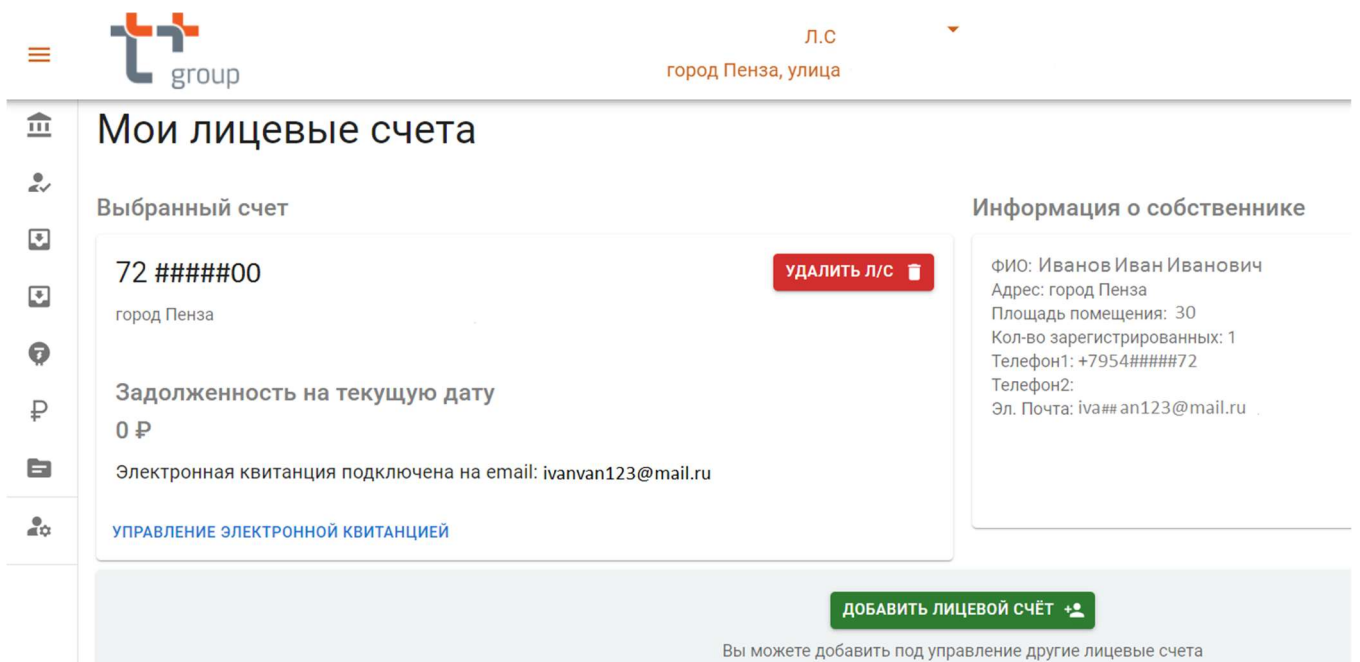 group
Л.С
город Пенза, улица
Мои лицевые счета
Выбранный счет
72 #####00
УДАЛИТЬ Л/С
город Пенза
Задолженность на текущую дату
0 ₽
Электронная квитанция подключена на email: ivanvan123@mail.ru
УПРАВЛЕНИЕ ЭЛЕКТРОННОЙ КВИТАНЦИЕЙ
Информация о собственнике
ФИО: Иванов Иван Иванович
Адрес: город Пенза
Площадь помещения: 30
Кол-во зарегистрированных: 1
Телефон1: +7954#####72
Телефон2:
Эл. Почта: iva##an123@mail.ru
ДОБАВИТЬ ЛИЦЕВОЙ СЧЁТ
Вы можете добавить под управление другие лицевые счета